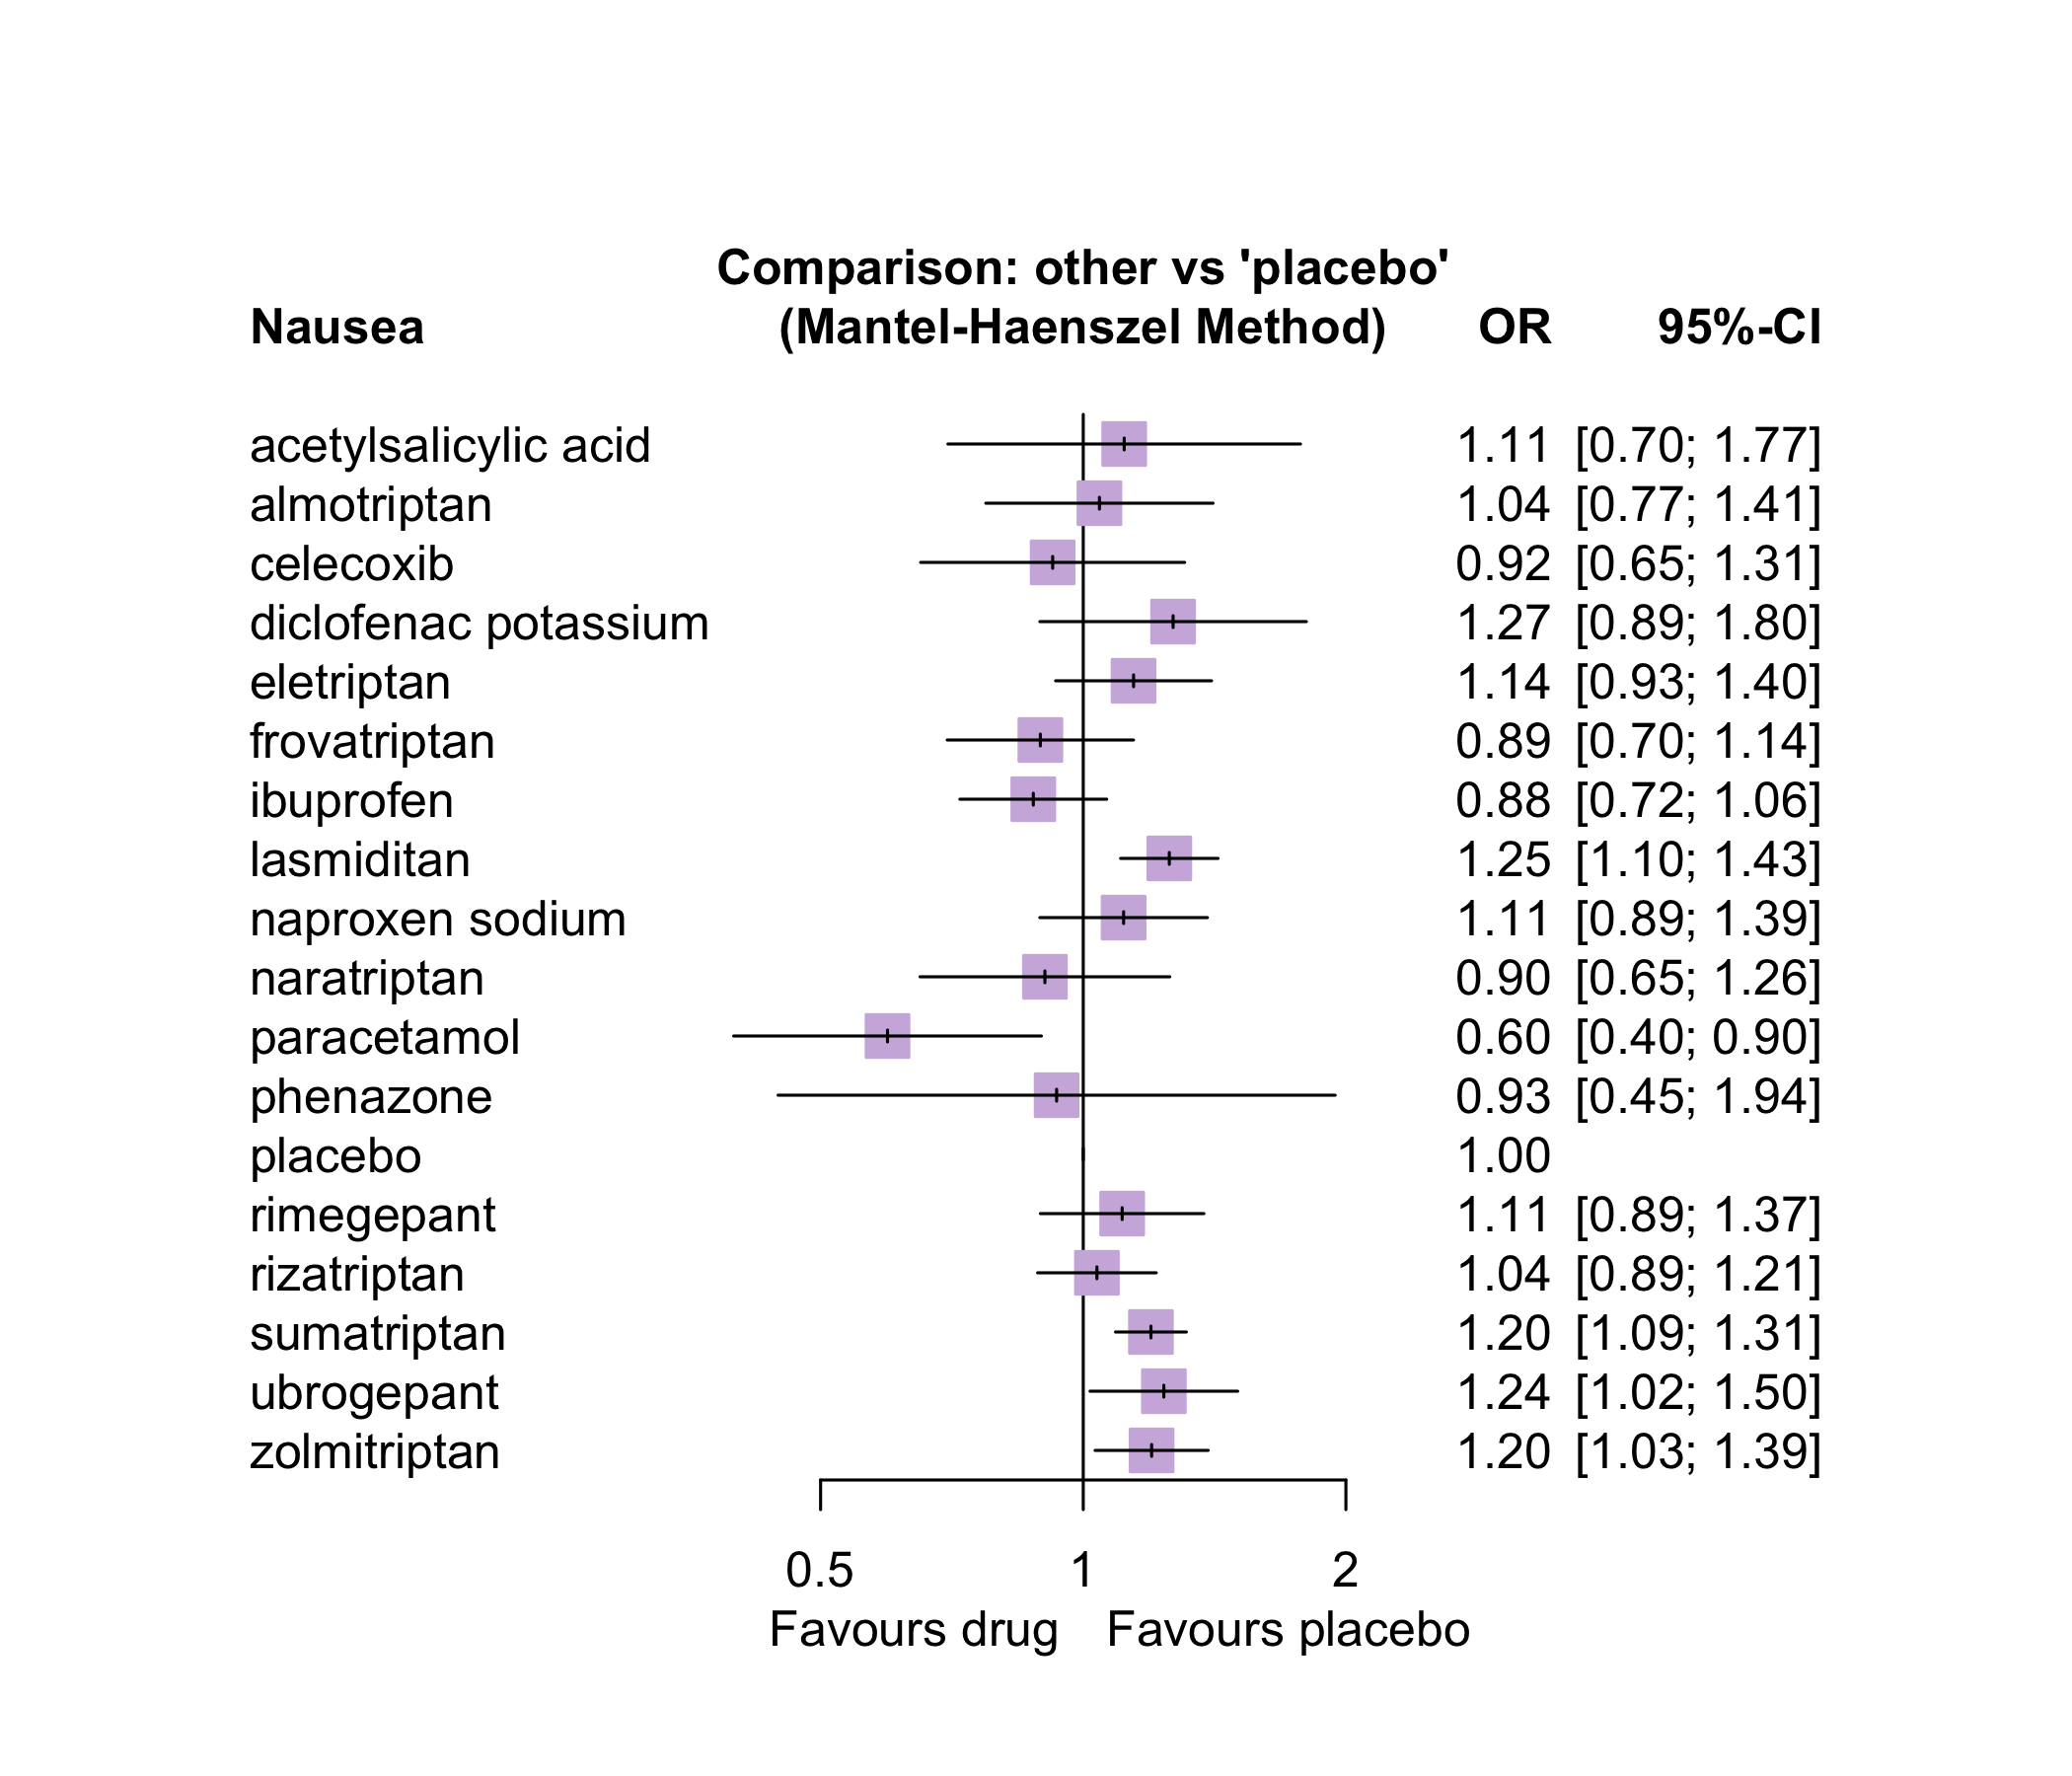 Comparison: other vs 'placebo'
Nausea (Mantel-Haenszel Method) OR 95%-CI
acetylsalicylic acid 1.11 [0.70; 1.77]
almotriptan 1.04 [0.77; 1.41]
celecoxib 0.92 [0.65; 1.31]
diclofenac potassium 1.27 [0.89; 1.80]
eletriptan 1.14 [0.93; 1.40]
frovatriptan 0.89 [0.70; 1.14]
ibuprofen 0.88 [0.72; 1.06]
lasmiditan 1.25 [1.10; 1.43]
naproxen sodium 1.11 [0.89; 1.39]
naratriptan 0.90 [0.65; 1.26]
paracetamol 0.60 [0.40; 0.90]
phenazone 0.93 [0.45; 1.94]
placebo 1.00
rimegepant 1.11 [0.89; 1.37]
rizatriptan 1.04 [0.89; 1.21]
sumatriptan 1.20 [1.09; 1.31]
ubrogepant 1.24 [1.02; 1.50]
zolmitriptan 1.20 [1.03; 1.39]
0.5 1 2
Favours drug Favours placebo